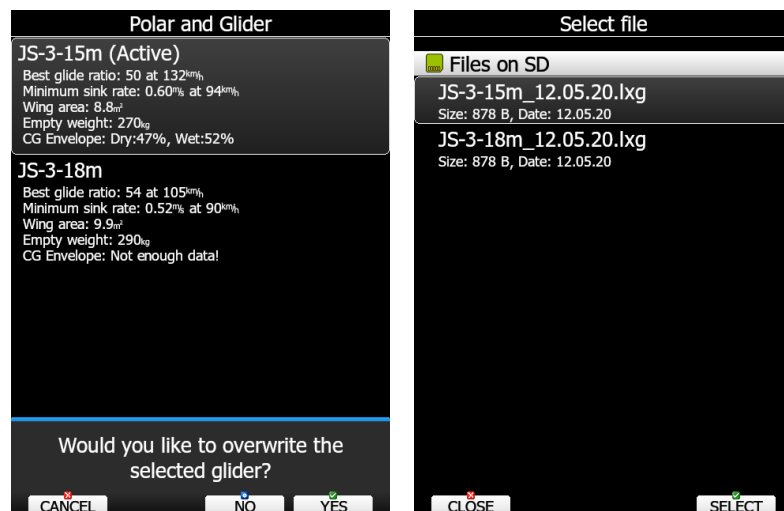 Polar and Glider
JS-3-15m (Active)
Best glide ratio: 50 at 132km/h
Minimum sink rate: 0.60m/s at 94km/h
Wing area: 8.8m²
Empty weight: 270kg
CG Envelope: Dry:47%, Wet:52%
JS-3-18m
Best glide ratio: 54 at 105km/h
Minimum sink rate: 0.52m/s at 90km/h
Wing area: 9.9m²
Empty weight: 290kg
CG Envelope: Not enough data!
Would you like to overwrite the
selected glider?
CANCEL NO YES
Select file
Files on SD
JS-3-15m_12.05.20.lxg
Size: 878 B, Date: 12.05.20
JS-3-18m_12.05.20.lxg
Size: 878 B, Date: 12.05.20
CLOSE SELECT